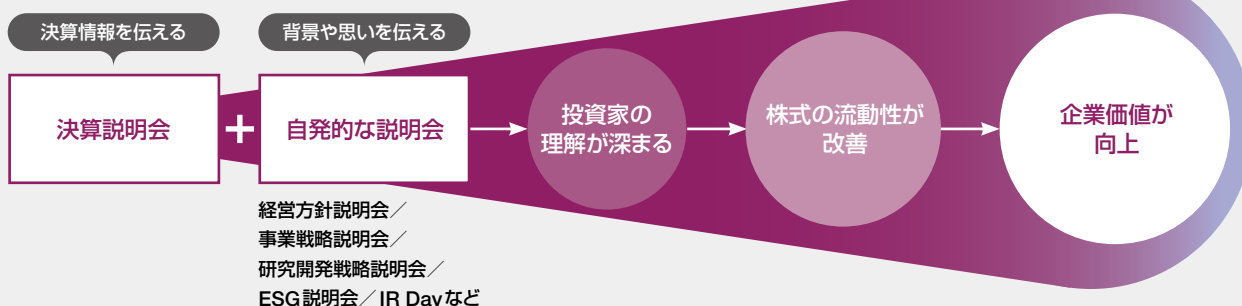 決算情報を伝える
背景や思いを伝える
決算説明会
+
自発的な説明会
投資家の
理解が深まる
株式の流動性が
改善
企業価値が
向上
経営方針説明会/
事業戦略説明会/
研究開発戦略説明会/
ESG説明会/IR Dayなど